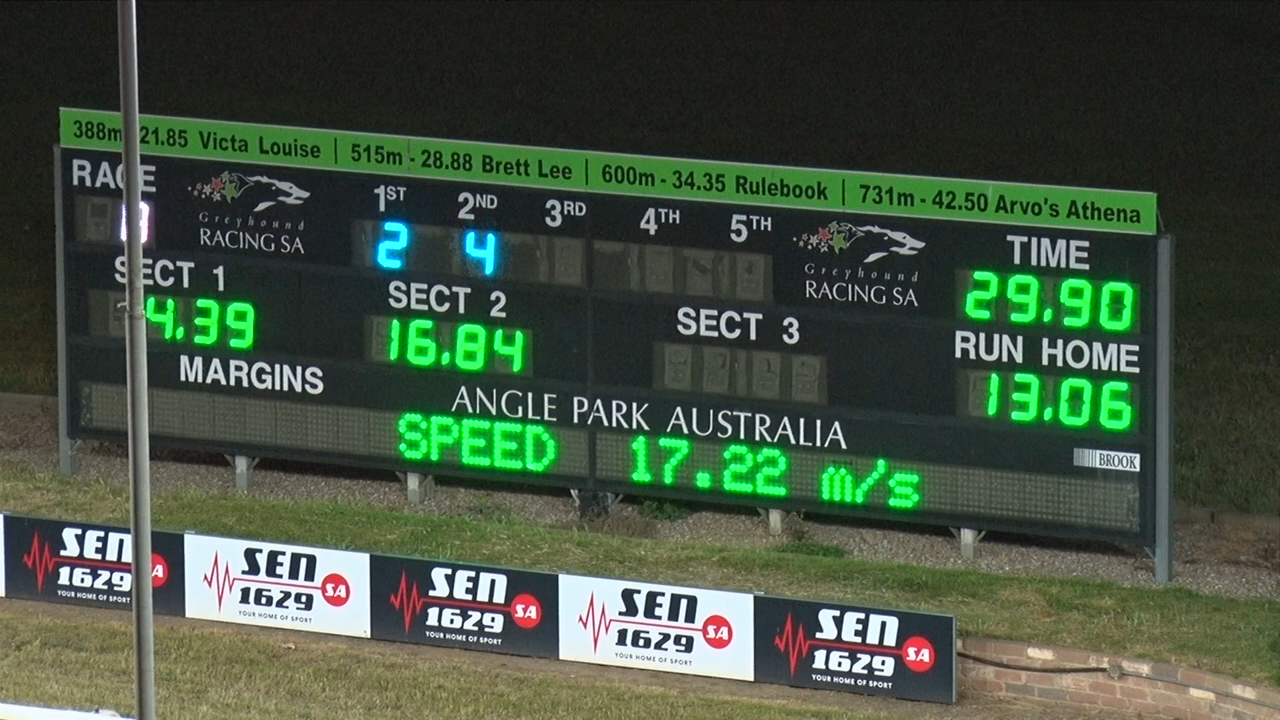 388m 21.85 Victa Louise | 515m - 28.88 Brett Lee | 600m - 34.35 Rulebook | 731m - 42.50 Arvo's Athena
RACE
Greyhound
RACING SA
1ST 2ND 3RD 4TH 5TH
Greyhound
RACING SA
TIME
2 4
29.90
SECT 1
SECT 2
SECT 3
RUN HOME
4.39
16.84
13.06
MARGINS
ANGLE PARK AUSTRALIA
SPEED 17.22 m/s
BROOK
SEN
1629
SA
YOUR HOME OF SPORT
SEN
1629
SA
YOUR HOME OF SPORT
SEN
1629
SA
YOUR HOME OF SPORT
SEN
1629
SA
YOUR HOME OF SPORT
SEN
1629
SA
YOUR HOME OF SPORT